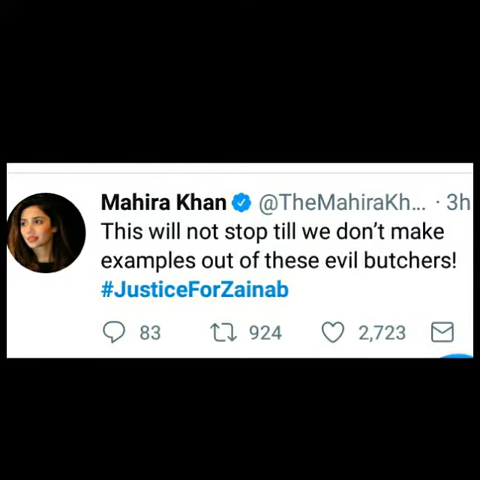 Mahira Khan @TheMahiraKh... · 3h
This will not stop till we don't make
examples out of these evil butchers!
#JusticeForZainab
83 924 2,723